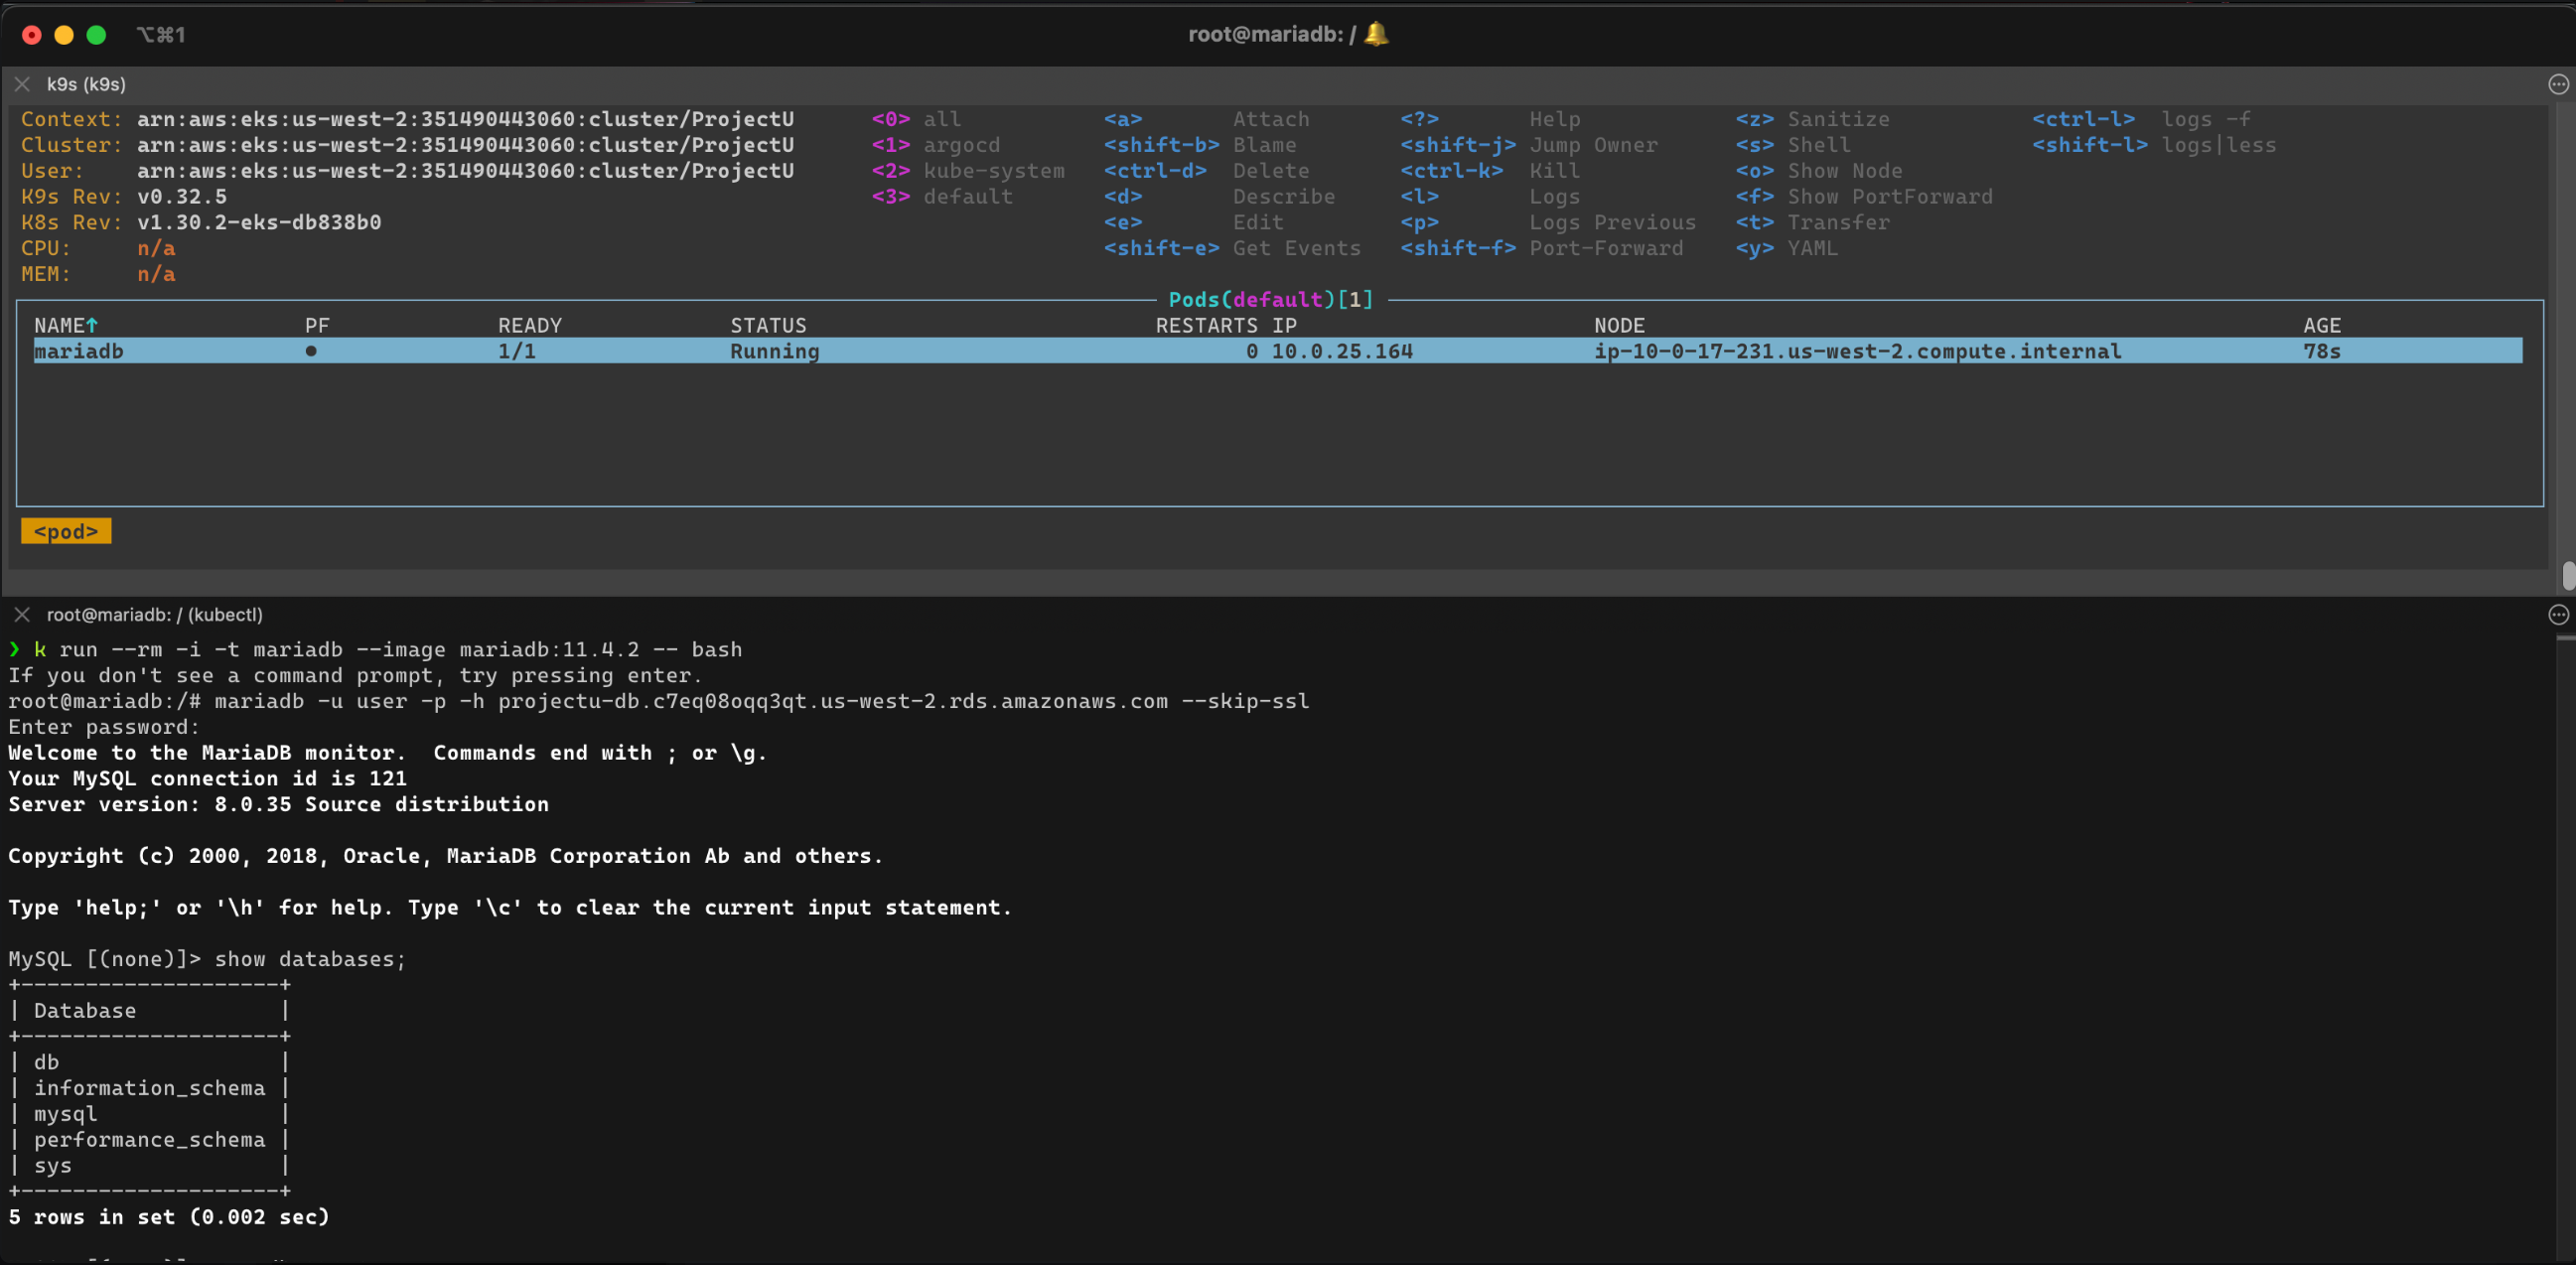 ⌥⌘1 root@mariadb: / 🔔
k9s (k9s)
Context: arn:aws:eks:us-west-2:351490443060:cluster/ProjectU <0> all <a> Attach <?> Help <z> Sanitize <ctrl-l> logs -f
Cluster: arn:aws:eks:us-west-2:351490443060:cluster/ProjectU <1> argocd <shift-b> Blame <shift-j> Jump Owner <s> Shell <shift-l> logs|less
User: arn:aws:eks:us-west-2:351490443060:cluster/ProjectU <2> kube-system <ctrl-d> Delete <ctrl-k> Kill <o> Show Node
K9s Rev: v0.32.5 <3> default <d> Describe <l> Logs <f> Show PortForward
K8s Rev: v1.30.2-eks-db838b0 <e> Edit <p> Logs Previous <t> Transfer
CPU: n/a <shift-e> Get Events <shift-f> Port-Forward <y> YAML
MEM: n/a
Pods(default)[1]
NAME↑ PF READY STATUS RESTARTS IP NODE AGE
mariadb ● 1/1 Running 0 10.0.25.164 ip-10-0-17-231.us-west-2.compute.internal 78s
<pod>
root@mariadb: / (kubectl)
❯ k run --rm -i -t mariadb --image mariadb:11.4.2 -- bash
If you don't see a command prompt, try pressing enter.
root@mariadb:/# mariadb -u user -p -h projectu-db.c7eq08oqq3qt.us-west-2.rds.amazonaws.com --skip-ssl
Enter password:
Welcome to the MariaDB monitor.  Commands end with ; or \g.
Your MySQL connection id is 121
Server version: 8.0.35 Source distribution
Copyright (c) 2000, 2018, Oracle, MariaDB Corporation Ab and others.
Type 'help;' or '\h' for help. Type '\c' to clear the current input statement.
MySQL [(none)]> show databases;
+--------------------+
| Database           |
+--------------------+
| db                 |
| information_schema |
| mysql              |
| performance_schema |
| sys                |
+--------------------+
5 rows in set (0.002 sec)